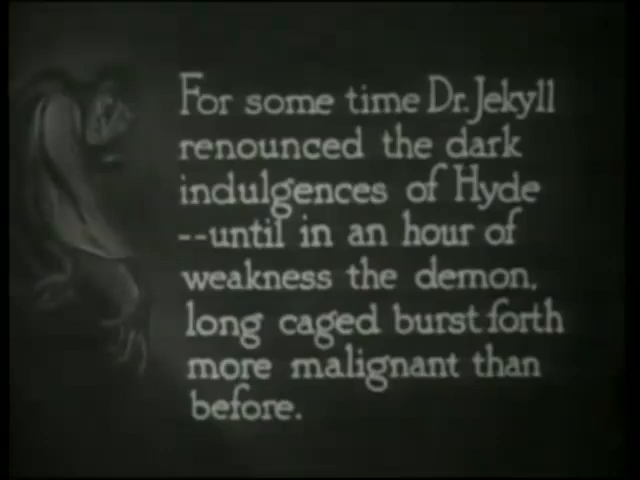 For some time Dr. Jekyll
renounced the dark
indulgences of Hyde
--until in an hour of
weakness the demon,
long caged burst forth
more malignant than
before.